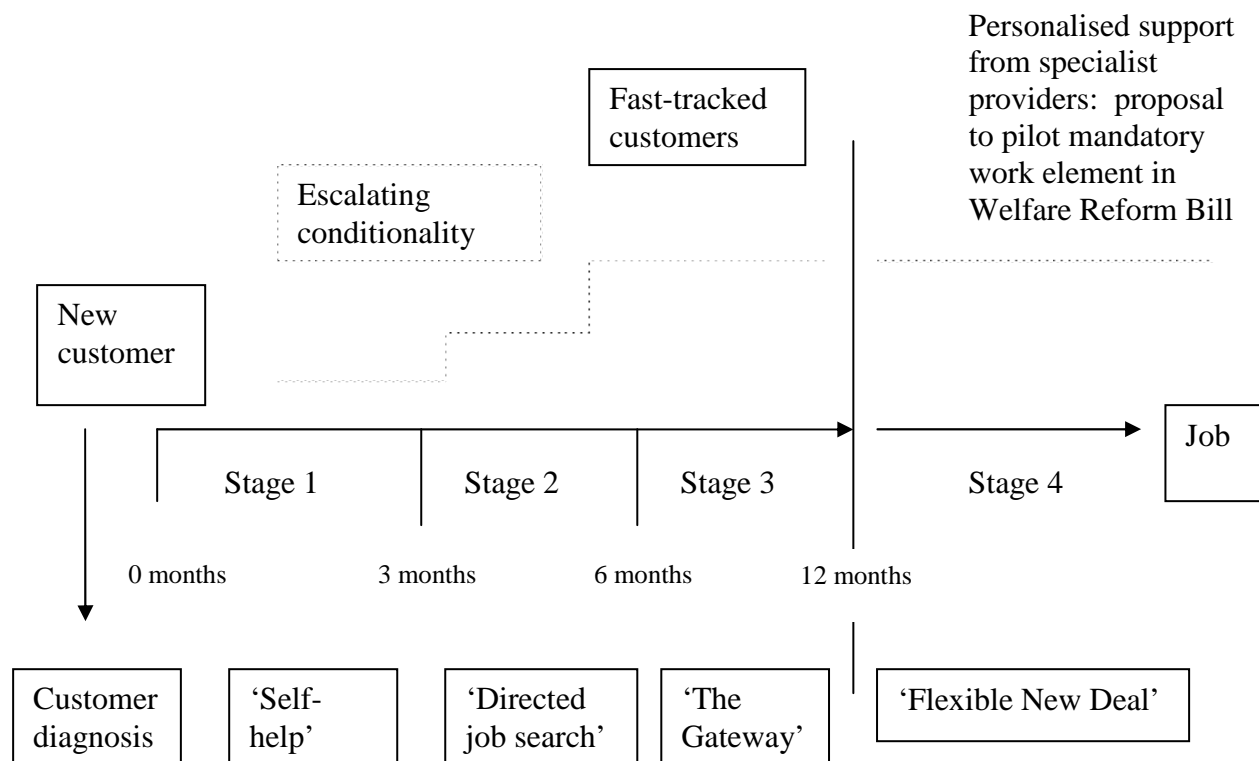 Personalised support
from specialist
providers:  proposal
to pilot mandatory
work element in
Welfare Reform Bill
Fast-tracked
customers
Escalating
conditionality
New
customer
Job
Stage 1
Stage 2
Stage 3
Stage 4
0 months
3 months
6 months
12 months
Customer
diagnosis
‘Self-
help’
‘Directed
job search’
‘The
Gateway’
‘Flexible New Deal’